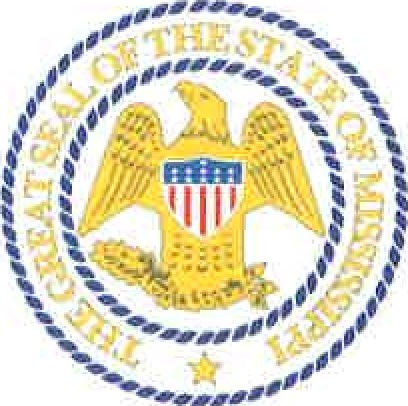 THE GREAT SEAL OF THE STATE OF MISSISSIPPI